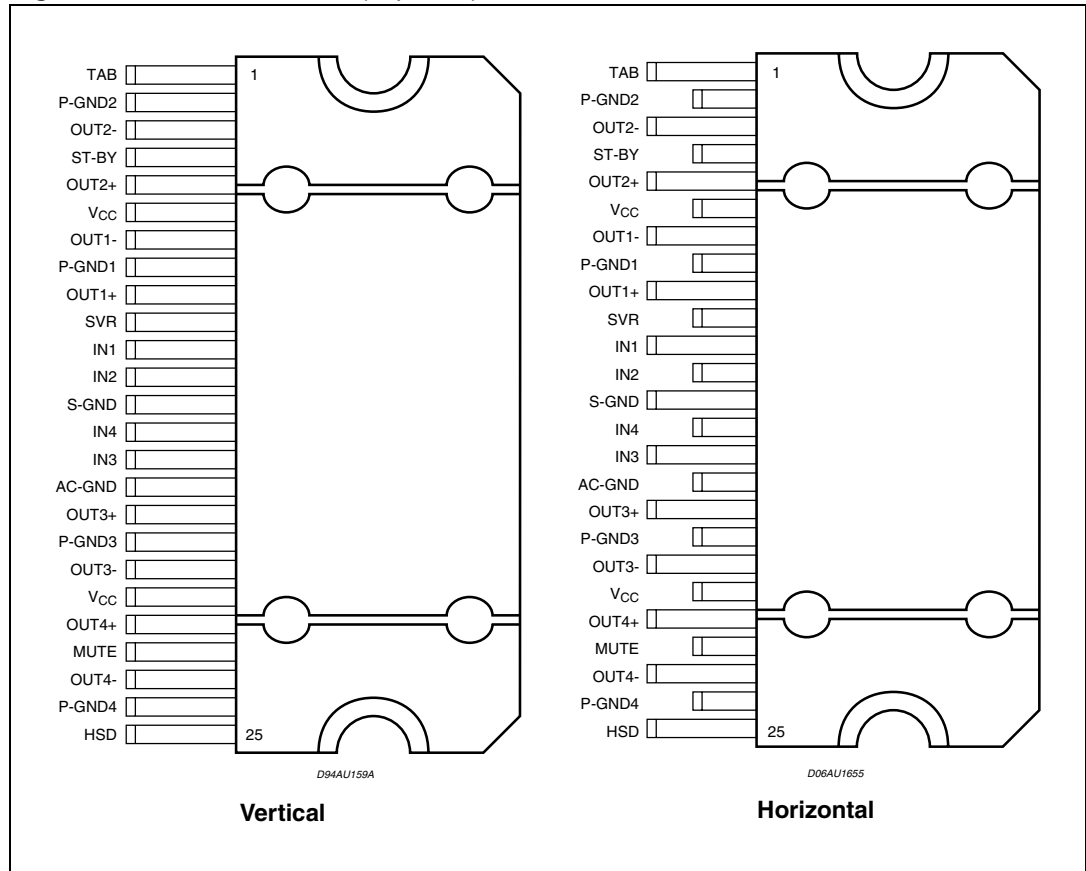 TAB
P-GND2
OUT2-
ST-BY
OUT2+
VCC
OUT1-
P-GND1
OUT1+
SVR
IN1
IN2
S-GND
IN4
IN3
AC-GND
OUT3+
P-GND3
OUT3-
VCC
OUT4+
MUTE
OUT4-
P-GND4
HSD
1
25
D94AU159A
Vertical
TAB
P-GND2
OUT2-
ST-BY
OUT2+
VCC
OUT1-
P-GND1
OUT1+
SVR
IN1
IN2
S-GND
IN4
IN3
AC-GND
OUT3+
P-GND3
OUT3-
VCC
OUT4+
MUTE
OUT4-
P-GND4
HSD
1
25
D06AU1655
Horizontal